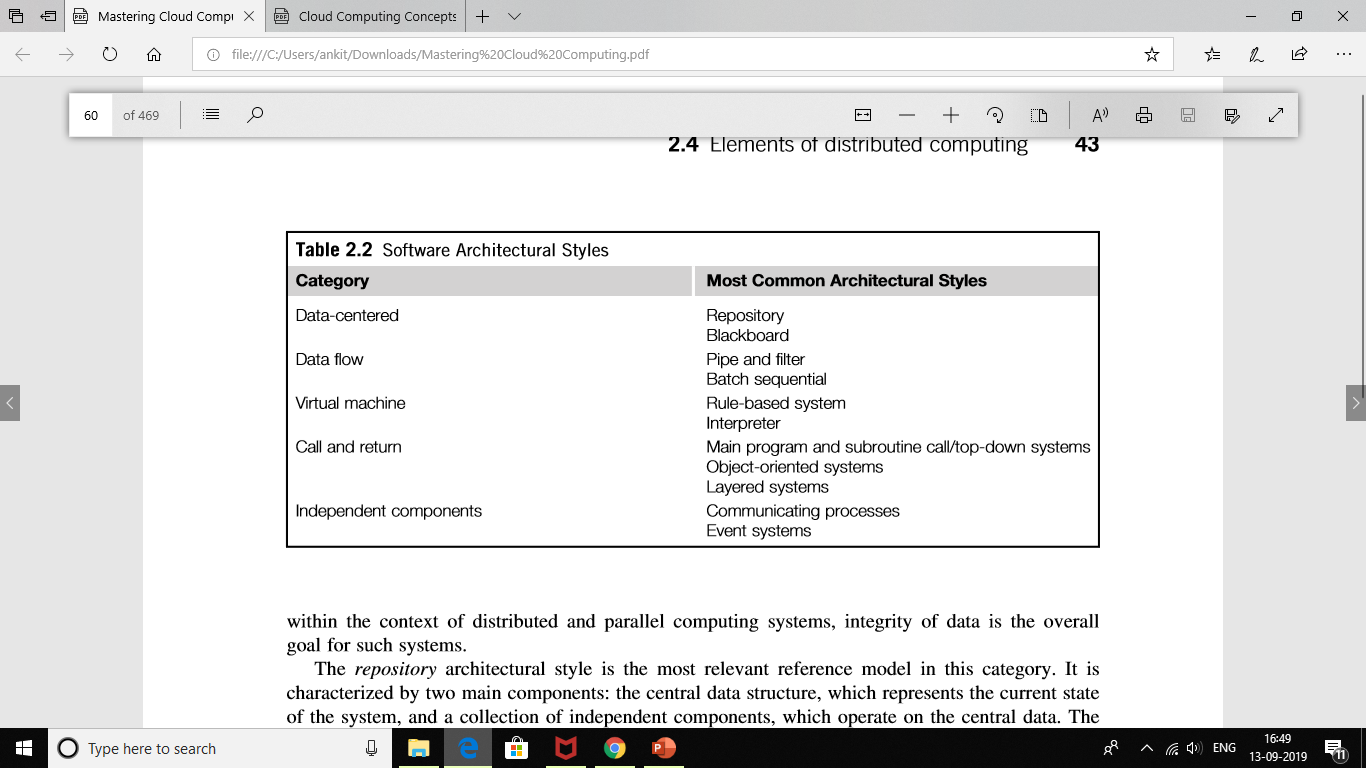 Mastering Cloud Compu
Cloud Computing Concepts
file:///C:/Users/ankit/Downloads/Mastering%20Cloud%20Computing.pdf
60 of 469
2.4 Elements of distributed computing 43
Table 2.2 Software Architectural Styles
Category Most Common Architectural Styles
Data-centered Repository
Blackboard
Data flow Pipe and filter
Batch sequential
Virtual machine Rule-based system
Interpreter
Call and return Main program and subroutine call/top-down systems
Object-oriented systems
Layered systems
Independent components Communicating processes
Event systems
within the context of distributed and parallel computing systems, integrity of data is the overall
goal for such systems.
The repository architectural style is the most relevant reference model in this category. It is
characterized by two main components: the central data structure, which represents the current state
of the system, and a collection of independent components, which operate on the central data. The
Type here to search
ENG
16:49
13-09-2019
11